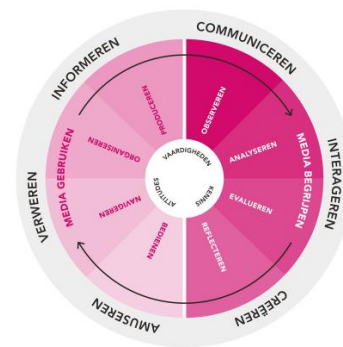 COMMUNICEREN
INTERAGEREN
CREËREN
AMUSEREN
VERWEREN
INFORMEREN
MEDIA BEGRIJPEN
MEDIA GEBRUIKEN
OBSERVEREN
ANALYSEREN
EVALUEREN
REFLECTEREN
BEDIENEN
NAVIGEREN
ORGANISEREN
PRODUCEREN
VAARDIGHEDEN
KENNIS
ATTITUDES